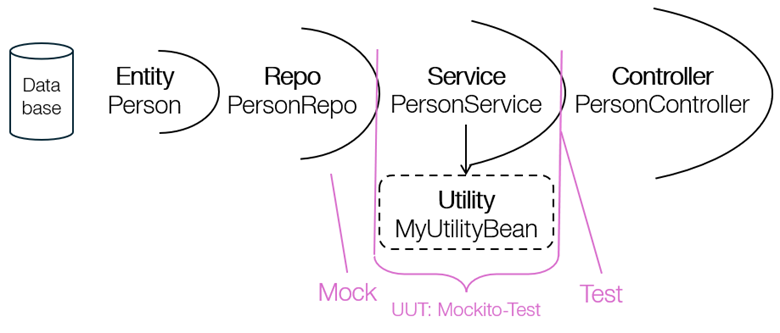 Data
base
Entity
Person
Repo
PersonRepo
Service
PersonService
Controller
PersonController
Utility
MyUtilityBean
Mock
UUT: Mockito-Test
Test